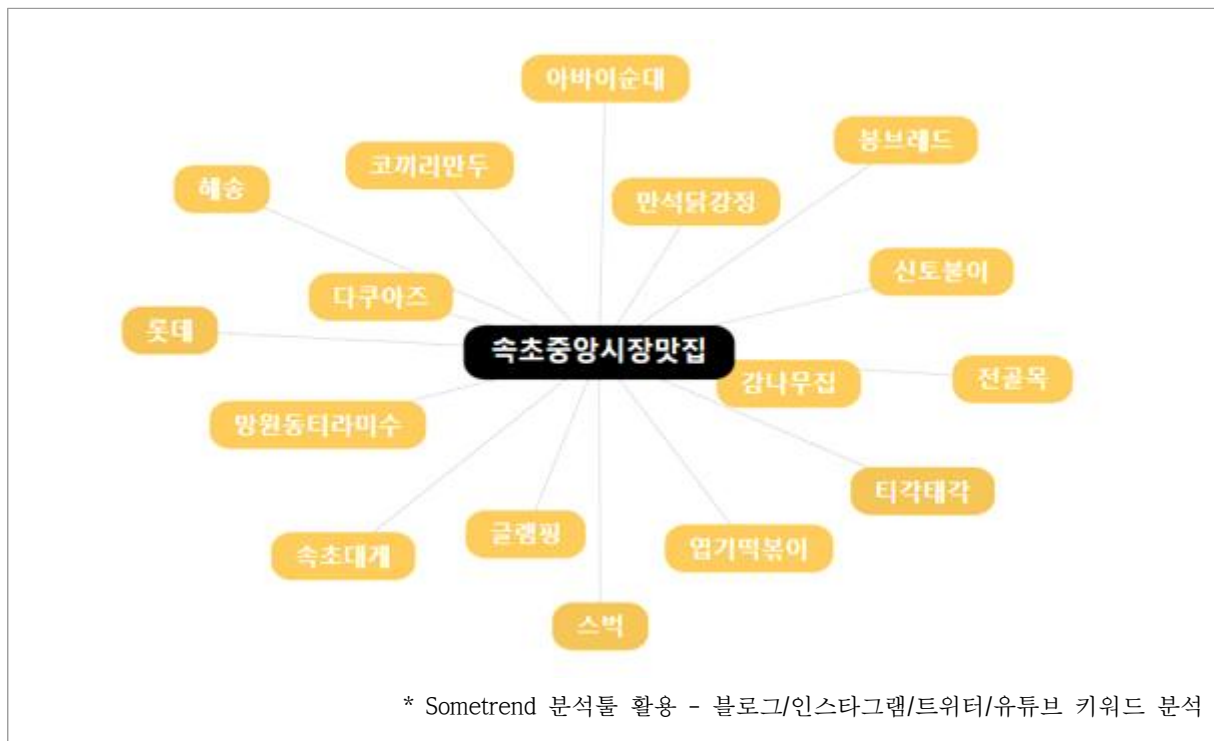 아바이순대
봉브레드
코끼리만두
해송
만석닭강정
신토불이
다쿠아즈
롯데
속초중앙시장맛집
감나무집
전골목
망원동티라미수
티각태각
글램핑
속초대게
엽기떡볶이
스벅
* Sometrend 분석툴 활용 - 블로그/인스타그램/트위터/유튜브 키워드 분석